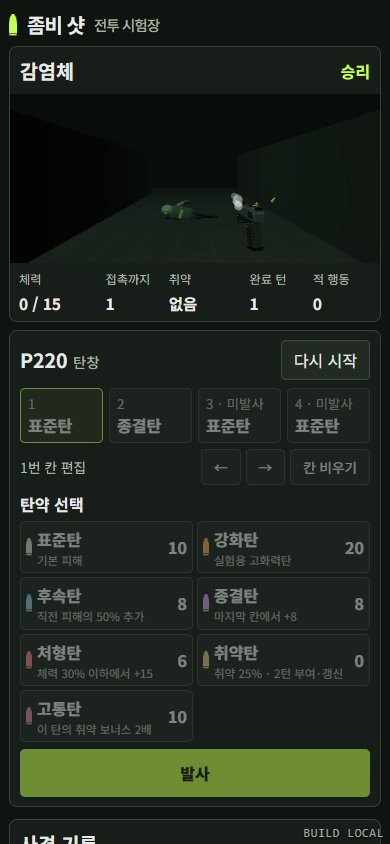 좀비 샷 전투 시험장
감염체 승리
체력 접촉까지 취약 완료 턴 적 행동
0 / 15 1 없음 1 0
P220 탄창 다시 시작
1 2 3 · 미발사 4 · 미발사
표준탄 종결탄 표준탄 표준탄
1번 칸 편집 ← → 칸 비우기
탄약 선택
표준탄 10 강화탄 20
기본 피해 실험용 고화력탄
후속탄 8 종결탄 8
직전 피해의 50% 추가 마지막 칸에서 +8
처형탄 6 취약탄 0
체력 30% 이하에서 +15 취약 25% · 2턴 부여·갱신
고통탄 10
이 탄의 취약 보너스 2배
발사
BUILD LOCAL
사격 기록